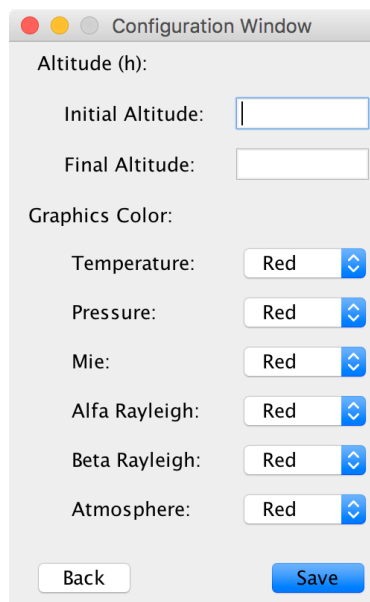 Configuration Window
Altitude (h):
Initial Altitude:
Final Altitude:
Graphics Color:
Temperature: Red
Pressure: Red
Mie: Red
Alfa Rayleigh: Red
Beta Rayleigh: Red
Atmosphere: Red
Back Save